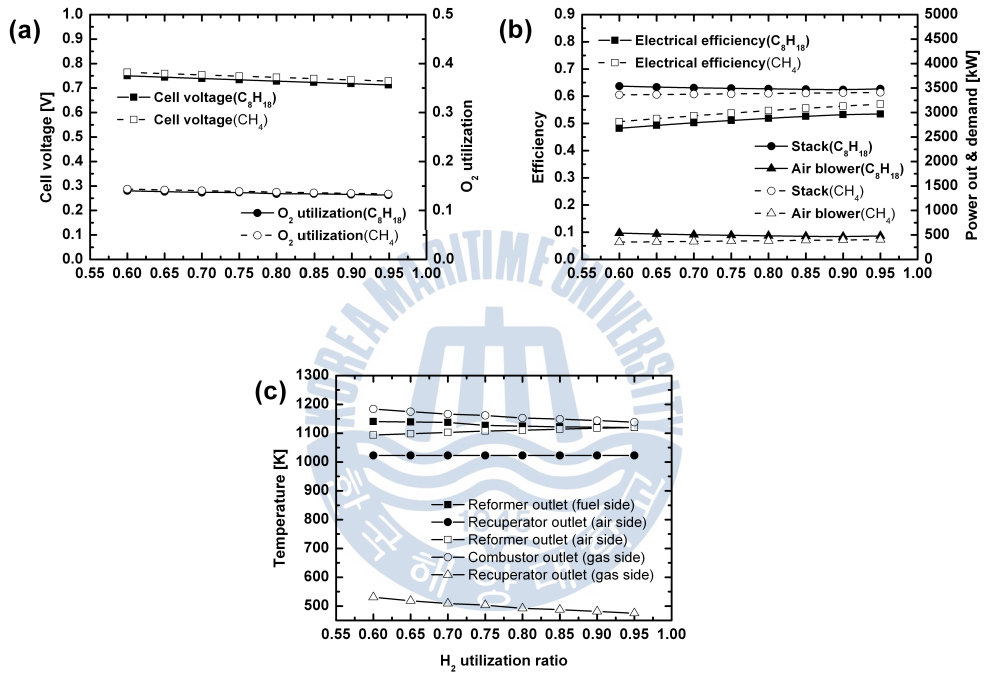 (a)
1.0
0.9
0.8
0.7
0.6
0.5
0.4
0.3
0.2
0.1
0.0
Cell voltage [V]
0.5
0.4
0.3
0.2
0.1
0.0
O2 utilization
Cell voltage(C8H18)
Cell voltage(CH4)
O2 utilization(C8H18)
O2 utilization(CH4)
0.55 0.60 0.65 0.70 0.75 0.80 0.85 0.90 0.95 1.00
(b)
0.9
0.8
0.7
0.6
0.5
0.4
0.3
0.2
0.1
0.0
Efficiency
5000
4500
4000
3500
3000
2500
2000
1500
1000
500
0
Power out & demand [kW]
Electrical efficiency(C8H18)
Electrical efficiency(CH4)
Stack(C8H18)
Air blower(C8H18)
Stack(CH4)
Air blower(CH4)
0.55 0.60 0.65 0.70 0.75 0.80 0.85 0.90 0.95 1.00
KOREA MARITIME UNIVERSITY
(c)
1300
1200
1100
1000
900
800
700
600
500
Temperature [K]
Reformer outlet (fuel side)
Recuperator outlet (air side)
Reformer outlet (air side)
Combustor outlet (gas side)
Recuperator outlet (gas side)
1945
0.55 0.60 0.65 0.70 0.75 0.80 0.85 0.90 0.95 1.00
H2 utilization ratio